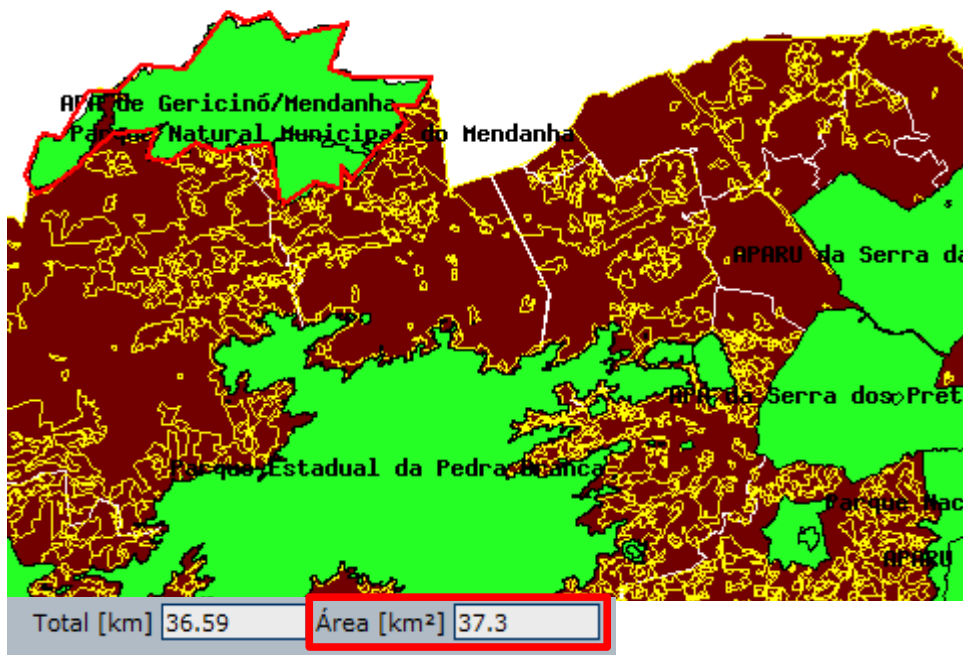 APA de Gericinó/Mendanha
Parque Natural Municipal do Mendanha
APARU da Serra da
APA da Serra dos Pret
Parque Estadual da Pedra Branca
Parque Nac
APARU
Total [km] 36.59 Área [km²] 37.3